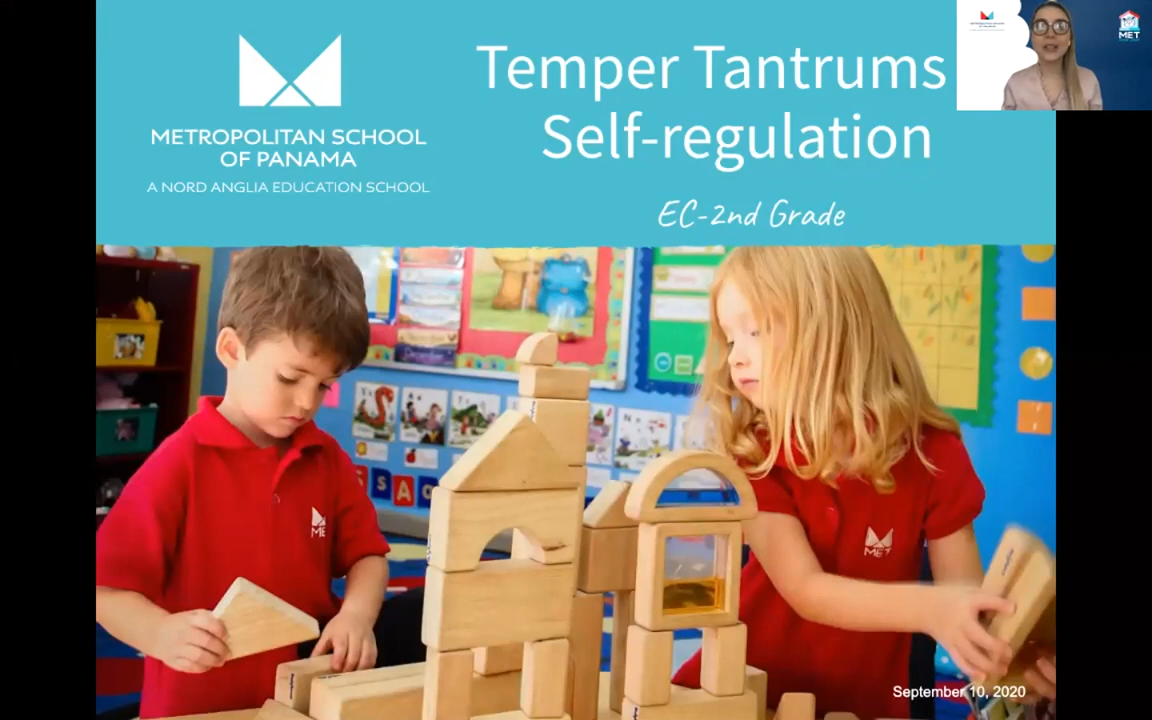 METROPOLITAN SCHOOL
OF PANAMA
A NORD ANGLIA EDUCATION SCHOOL
Temper Tantrums
Self-regulation
EC-2nd Grade
MET
MET
September 10, 2020